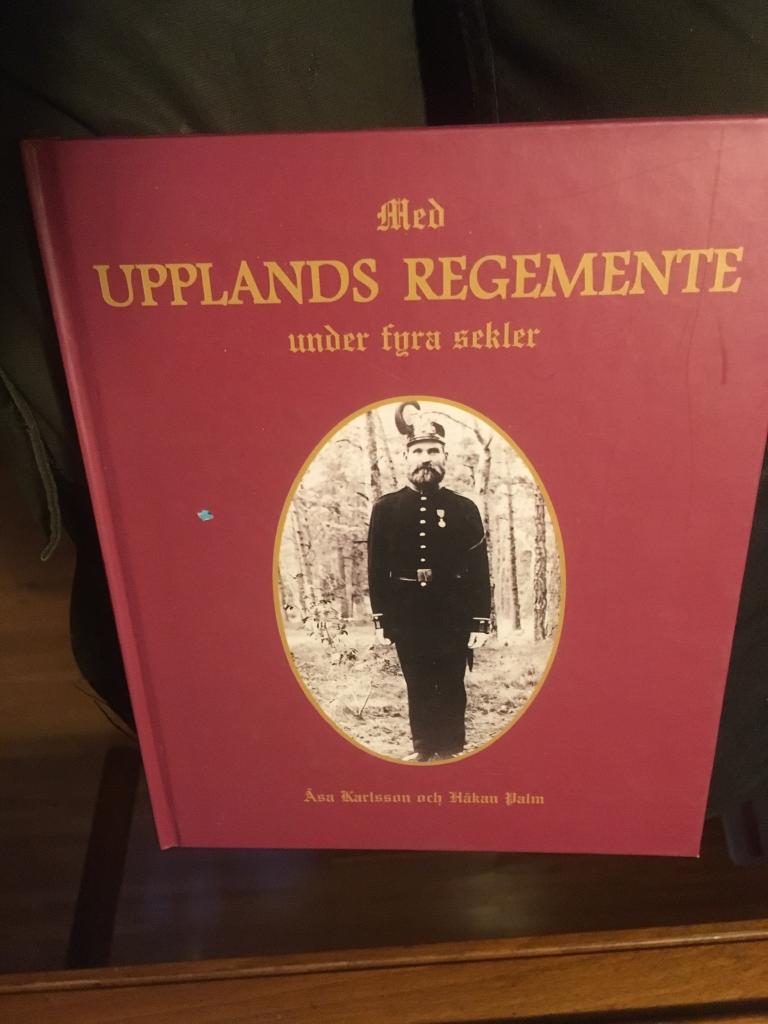 Med
UPPLANDS REGEMENTE
under fyra sekler
Åsa Karlsson och Håkan Palm